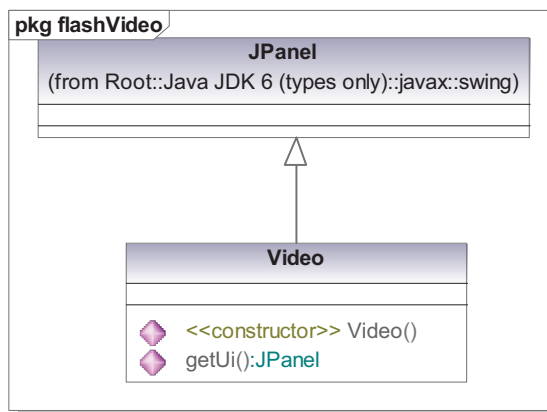 pkg flashVideo
JPanel
(from Root::Java JDK 6 (types only)::javax::swing)
Video
<<constructor>> Video()
getUi():JPanel